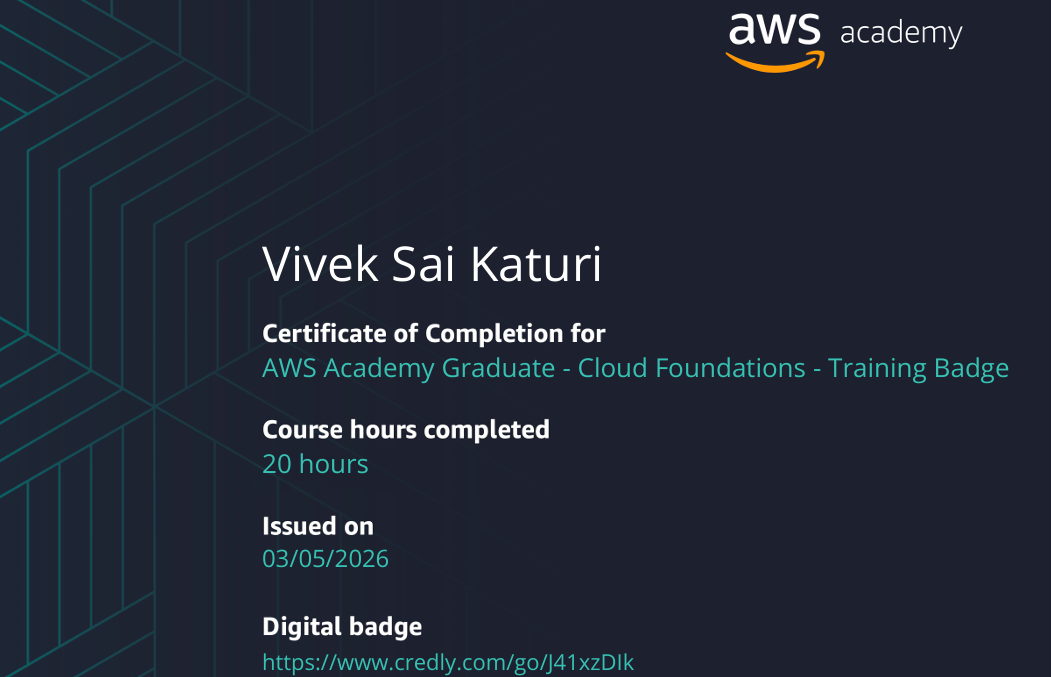 aws academy
Vivek Sai Katuri
Certificate of Completion for
AWS Academy Graduate - Cloud Foundations - Training Badge
Course hours completed
20 hours
Issued on
03/05/2026
Digital badge
https://www.credly.com/go/J41xzDIk